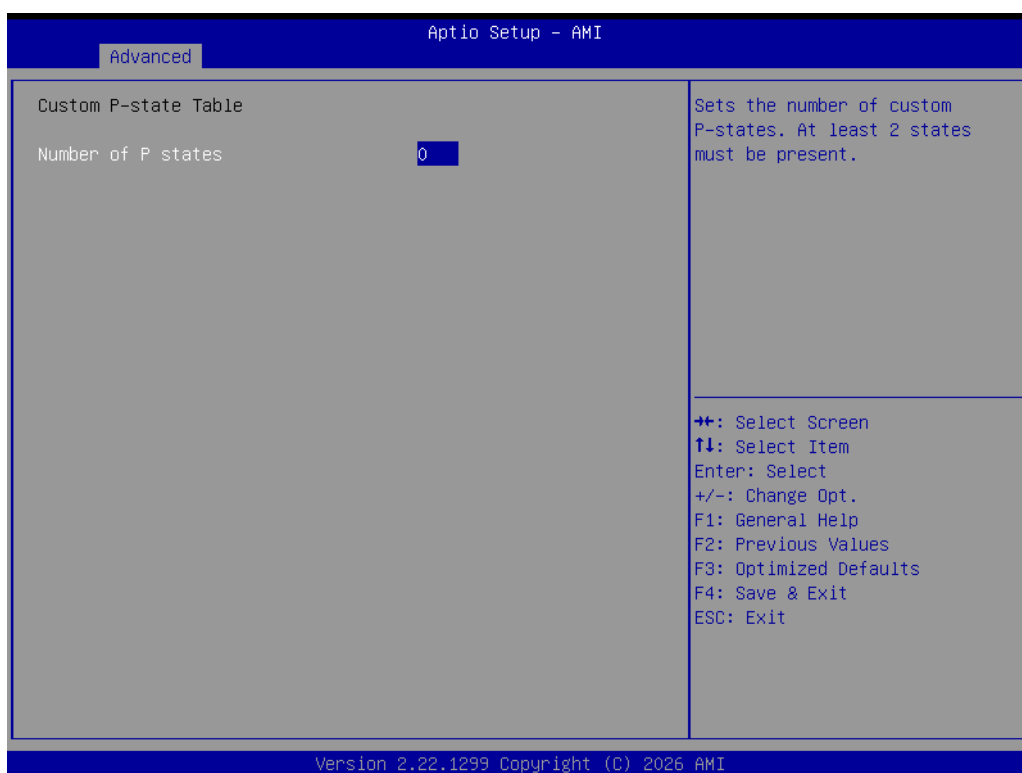 Aptio Setup - AMI
Advanced
Custom P-state Table
Number of P states 0
Sets the number of custom
P-states. At least 2 states
must be present.
→←: Select Screen
↑↓: Select Item
Enter: Select
+/-: Change Opt.
F1: General Help
F2: Previous Values
F3: Optimized Defaults
F4: Save & Exit
ESC: Exit
Version 2.22.1299 Copyright (C) 2026 AMI